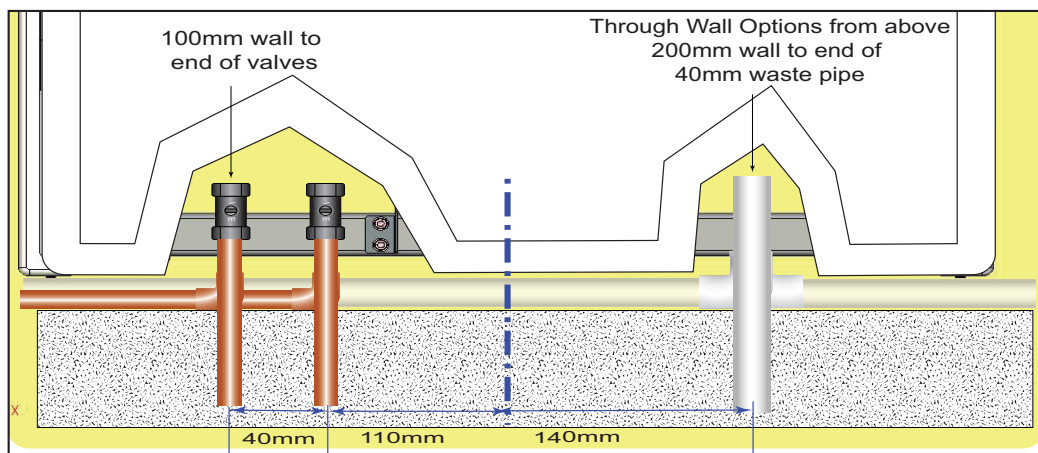 100mm wall to
end of valves
Through Wall Options from above
200mm wall to end of
40mm waste pipe
X
40mm
110mm
140mm